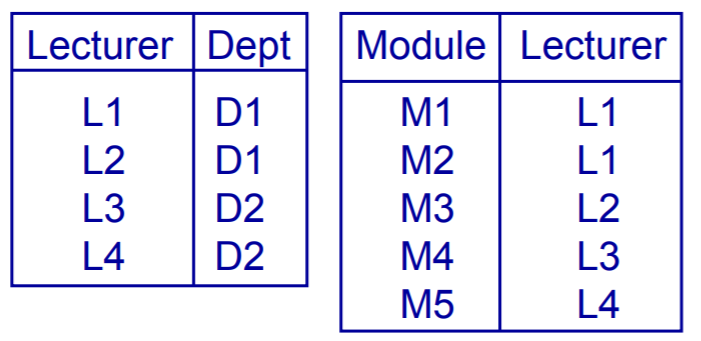 Lecturer Dept
L1 D1
L2 D1
L3 D2
L4 D2
Module Lecturer
M1 L1
M2 L1
M3 L2
M4 L3
M5 L4